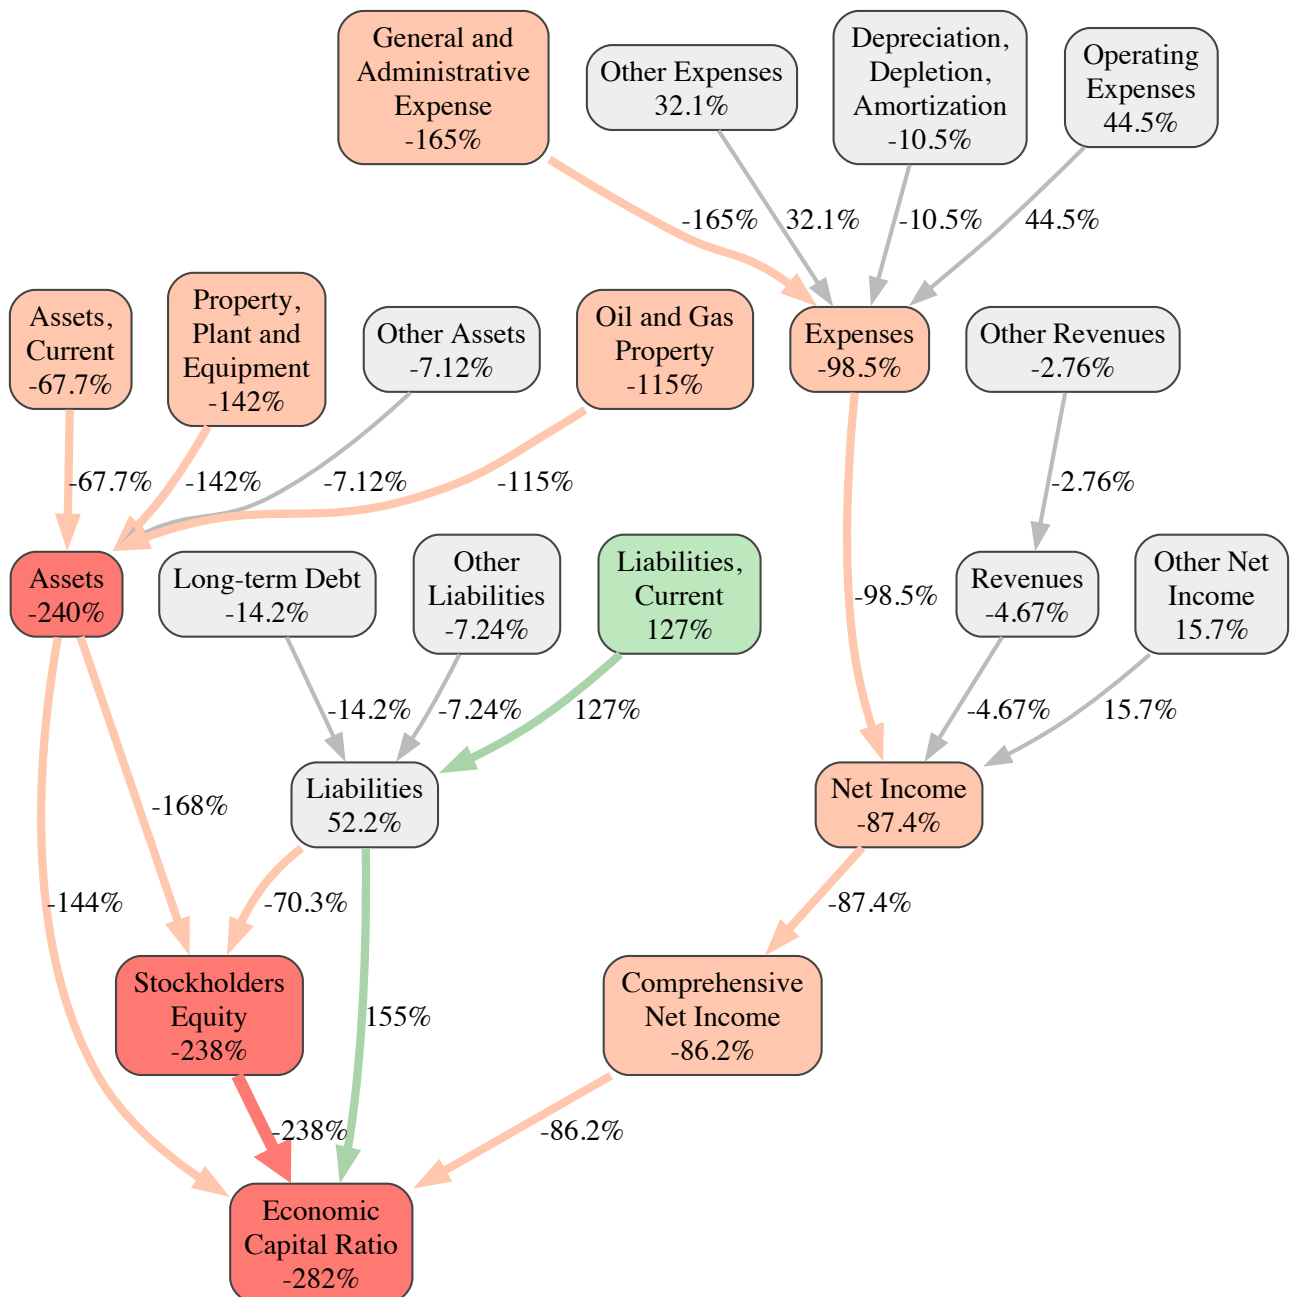 General and
Administrative
Expense
-165%
Other Expenses
32.1%
Depreciation,
Depletion,
Amortization
-10.5%
Operating
Expenses
44.5%
-165%
32.1%
-10.5%
44.5%
Assets,
Current
-67.7%
Property,
Plant and
Equipment
-142%
Other Assets
-7.12%
Oil and Gas
Property
-115%
Expenses
-98.5%
Other Revenues
-2.76%
-67.7%
-142%
-7.12%
-115%
-2.76%
Assets
-240%
Long-term Debt
-14.2%
Other
Liabilities
-7.24%
Liabilities,
Current
127%
-98.5%
Revenues
-4.67%
Other Net
Income
15.7%
-14.2%
-7.24%
127%
-4.67%
15.7%
-168%
Liabilities
52.2%
Net Income
-87.4%
-144%
-70.3%
-87.4%
Stockholders
Equity
-238%
155%
Comprehensive
Net Income
-86.2%
-238%
-86.2%
Economic
Capital Ratio
-282%